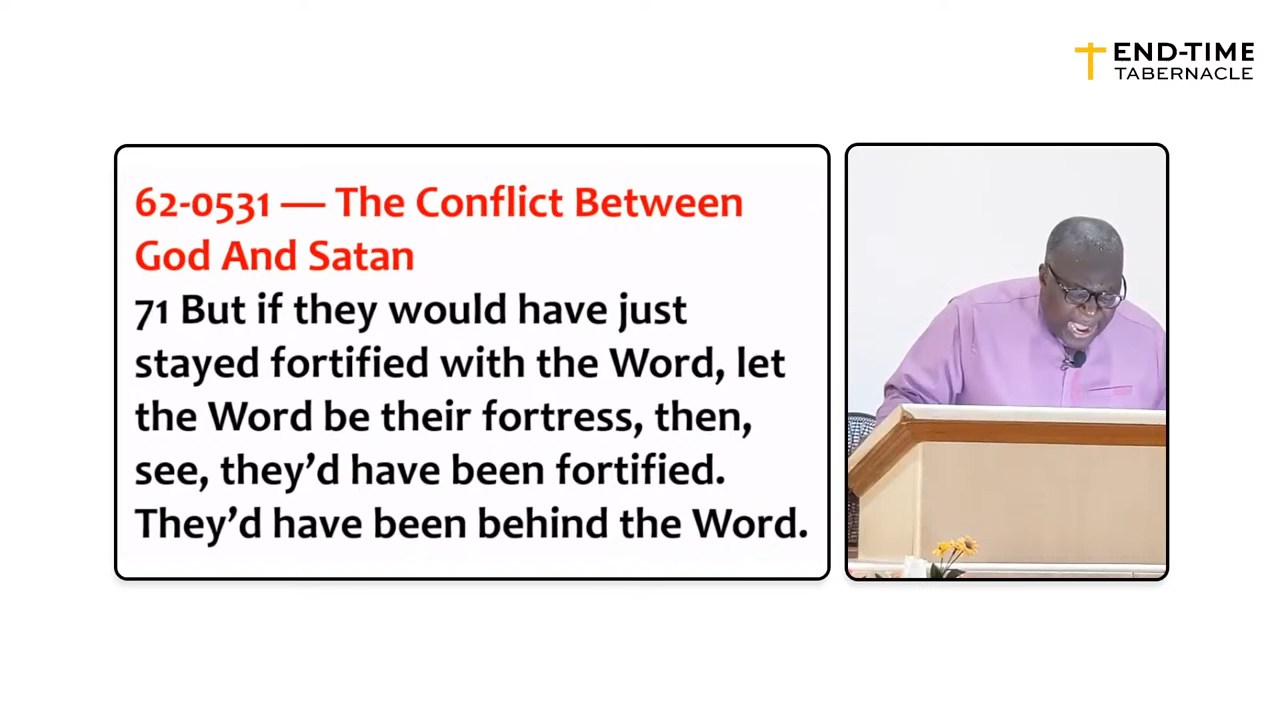 END-TIME
TABERNACLE
62-0531 — The Conflict Between
God And Satan
71 But if they would have just
stayed fortified with the Word, let
the Word be their fortress, then,
see, they’d have been fortified.
They’d have been behind the Word.